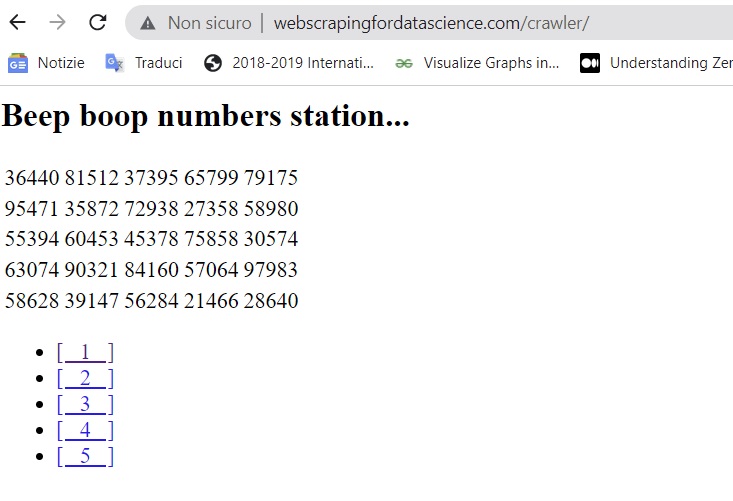 Non sicuro | webscrapingfordatascience.com/crawler/
Notizie Traduci 2018-2019 Internati... Visualize Graphs in... Understanding Zer
Beep boop numbers station...
36440 81512 37395 65799 79175
95471 35872 72938 27358 58980
55394 60453 45378 75858 30574
63074 90321 84160 57064 97983
58628 39147 56284 21466 28640
[ 1 ]
[ 2 ]
[ 3 ]
[ 4 ]
[ 5 ]